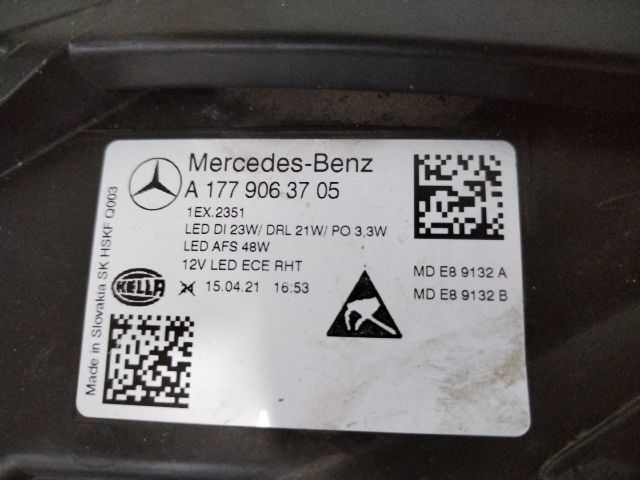 Mercedes-Benz
A 177 906 37 05
1EX.2351
LED DI 23W/ DRL 21W/ PO 3,3W
LED AFS 48W
12V LED ECE RHT
HELLA 15.04.21 16:53
MD E8 9132 A
MD E8 9132 B
Made in Slovakia SK HSKF Q003